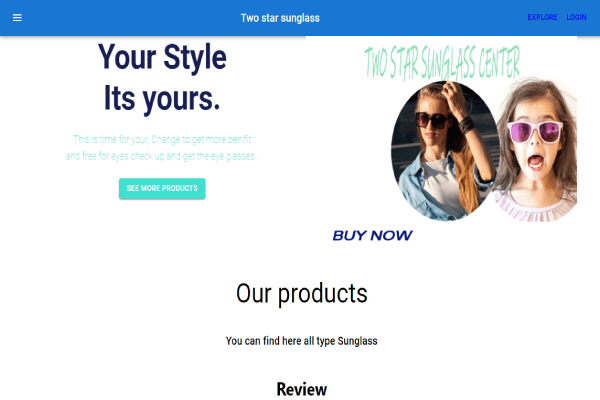 Two star sunglass
EXPLORE
LOGIN
Your Style
Its yours.
This is time for your. Change to get more benifit
and free for eyes check up and get the eye glasses
SEE MORE PRODUCTS
TWO STAR SUNGLASS CENTER
BUY NOW
Our products
You can find here all type Sunglass
Review